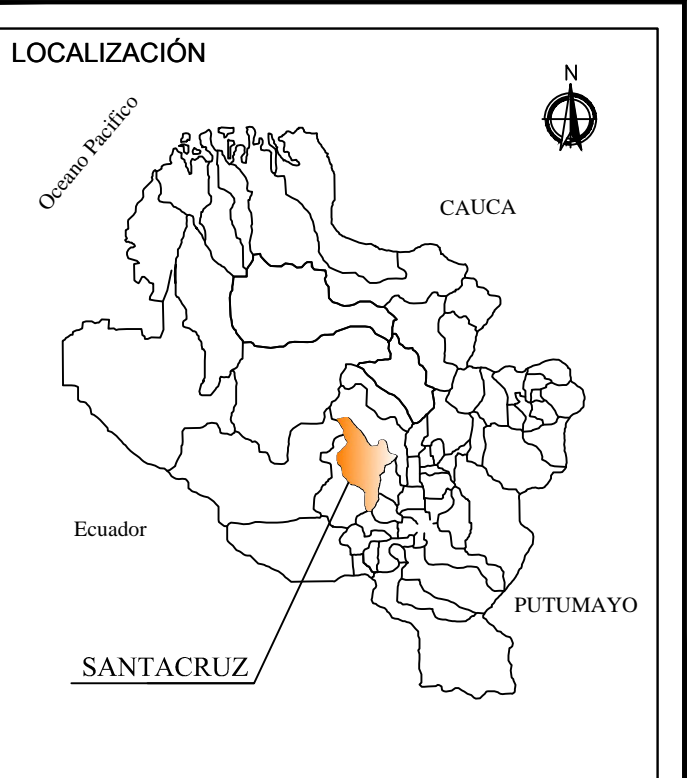 LOCALIZACIÓN
N
Oceano Pacifico
CAUCA
Ecuador
PUTUMAYO
SANTACRUZ